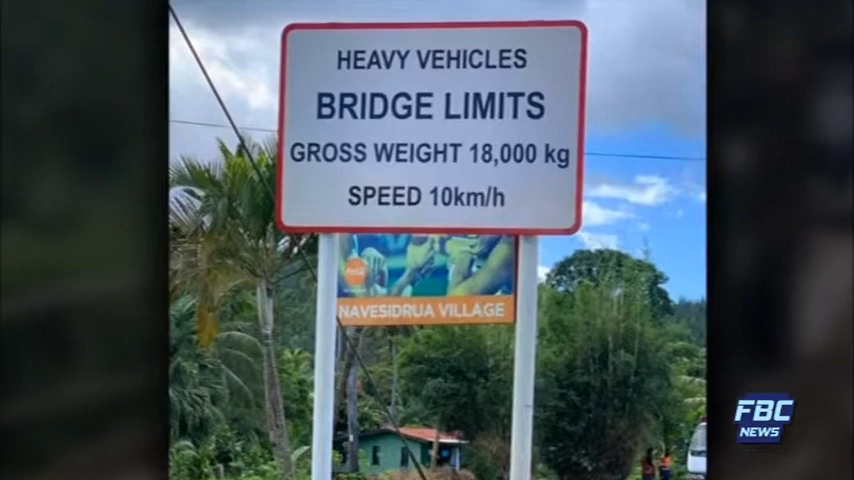 HEAVY VEHICLES
BRIDGE LIMITS
GROSS WEIGHT 18,000 kg
SPEED 10km/h
NAVESIDRUA VILLAGE
FBC
NEWS